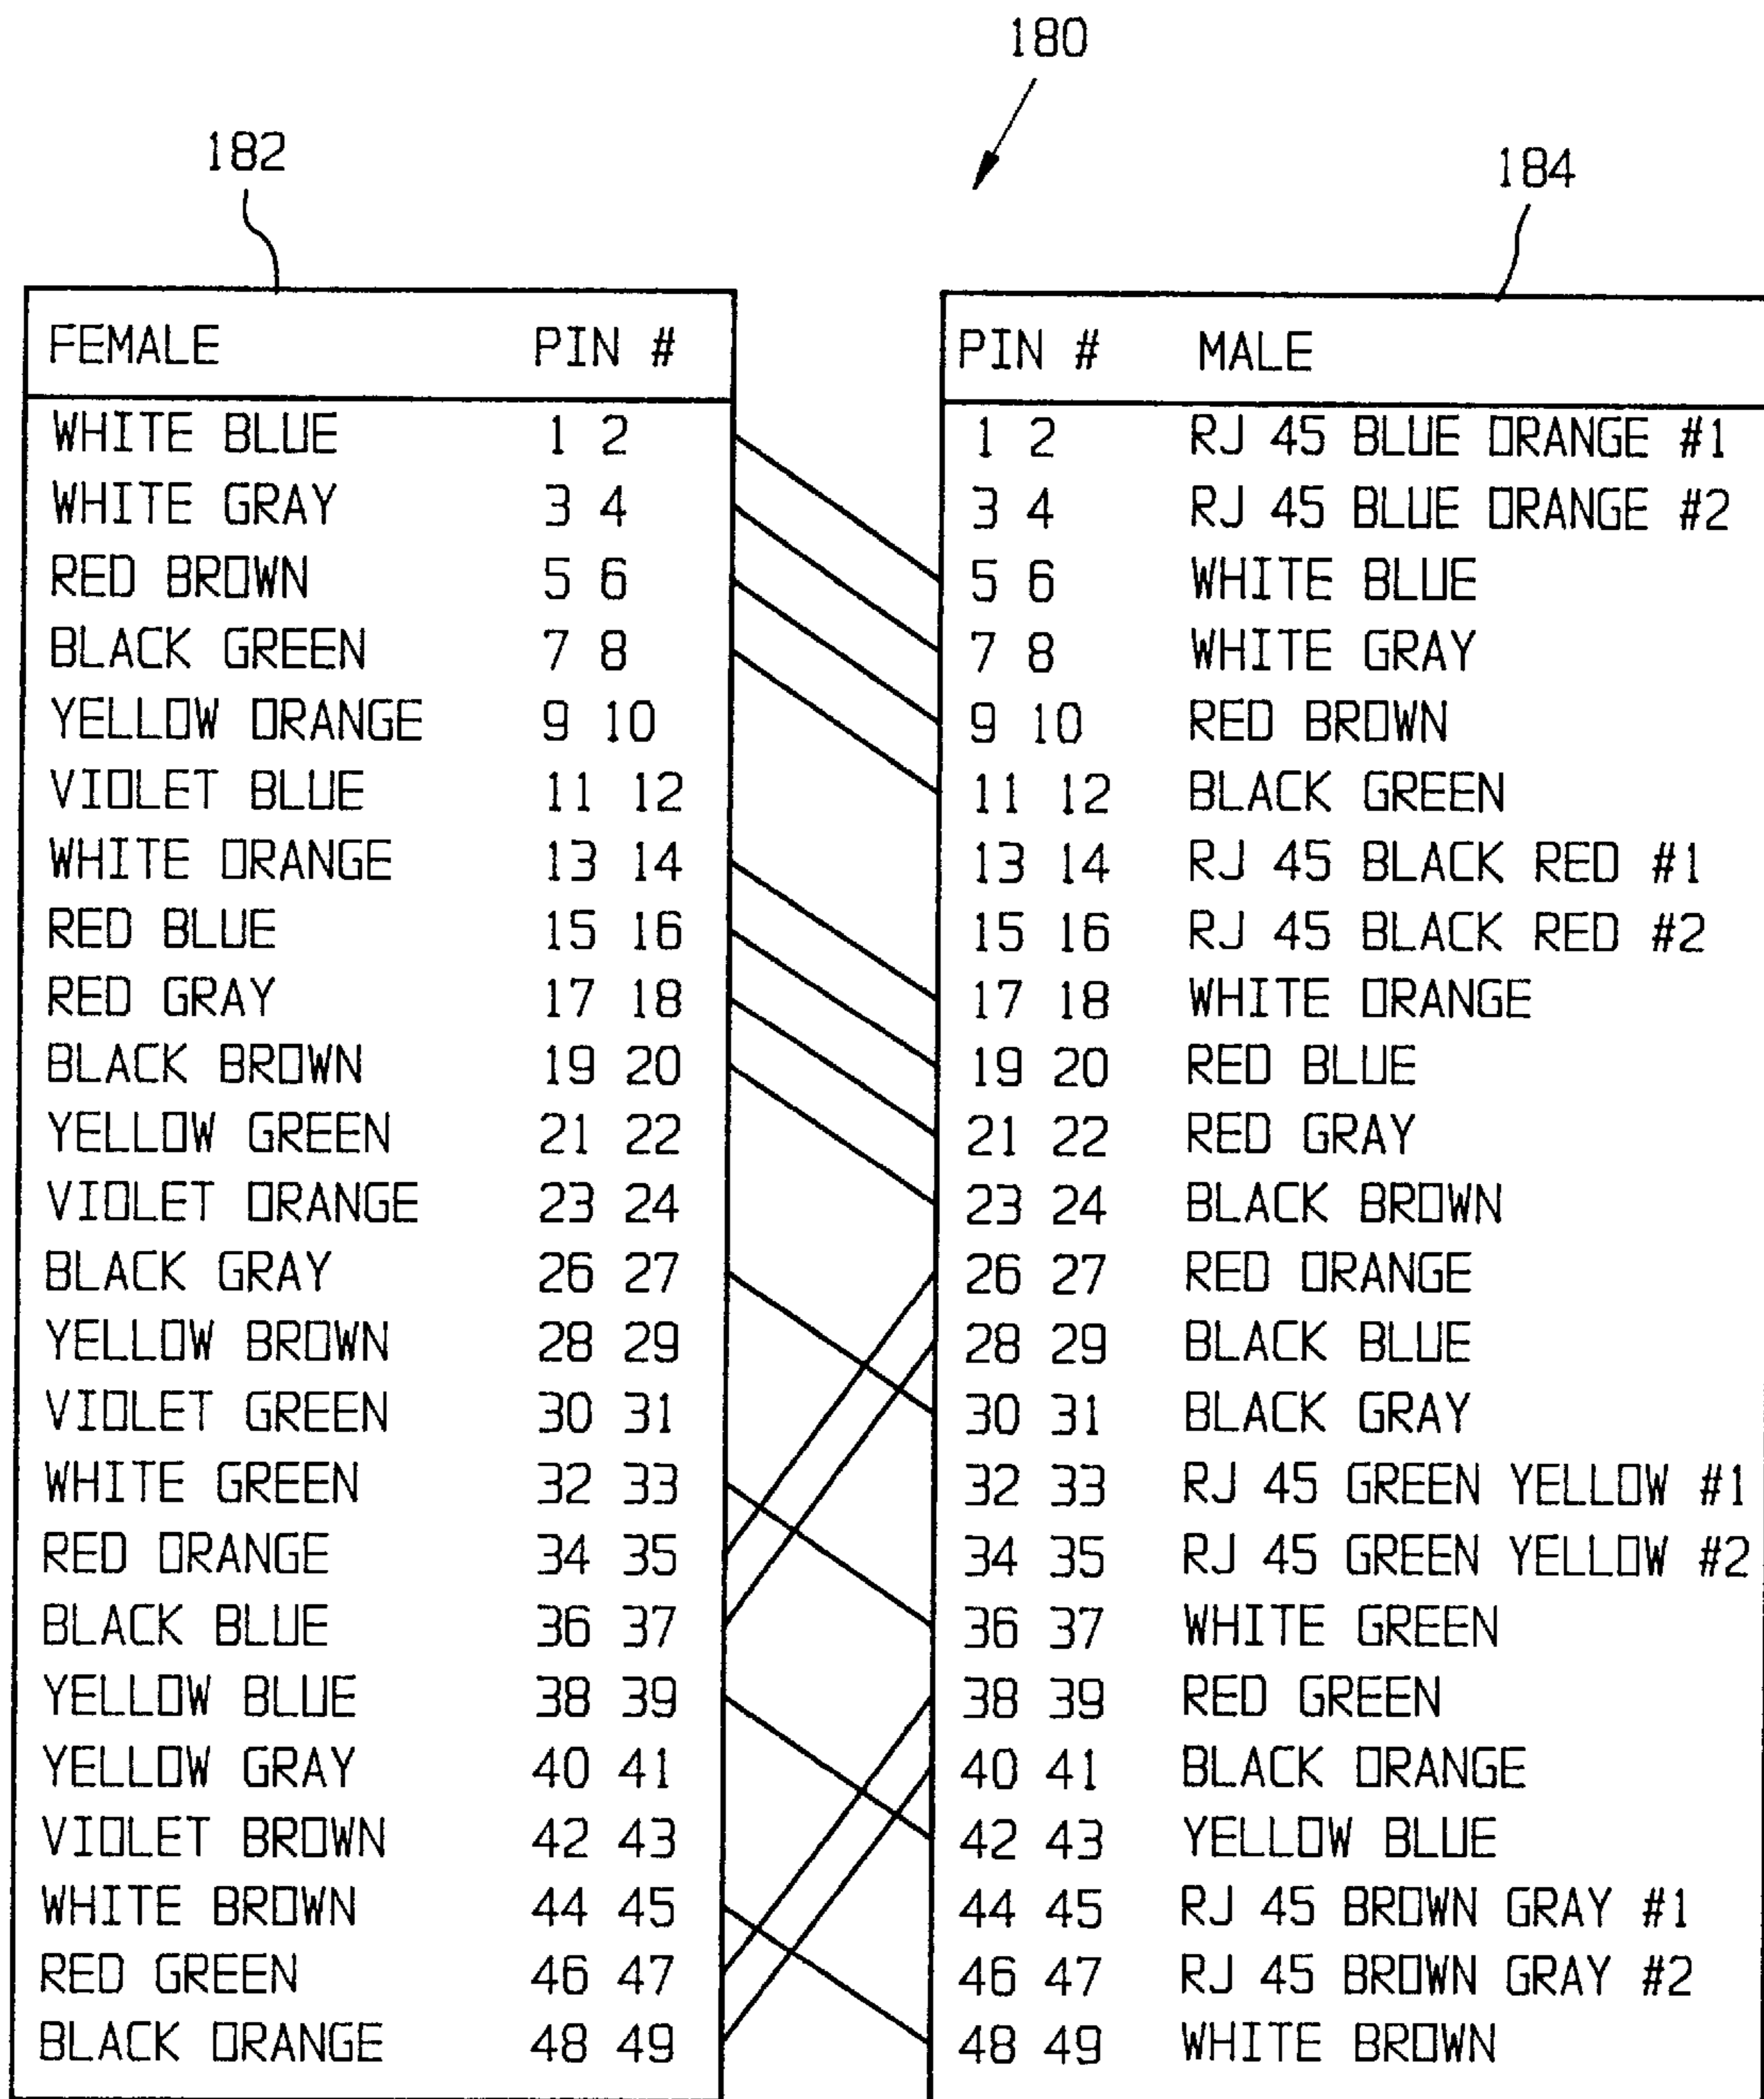 180
182
184
FEMALE PIN #
WHITE BLUE 1 2
WHITE GRAY 3 4
RED BROWN 5 6
BLACK GREEN 7 8
YELLOW ORANGE 9 10
VIOLET BLUE 11 12
WHITE ORANGE 13 14
RED BLUE 15 16
RED GRAY 17 18
BLACK BROWN 19 20
YELLOW GREEN 21 22
VIOLET ORANGE 23 24
BLACK GRAY 26 27
YELLOW BROWN 28 29
VIOLET GREEN 30 31
WHITE GREEN 32 33
RED ORANGE 34 35
BLACK BLUE 36 37
YELLOW BLUE 38 39
YELLOW GRAY 40 41
VIOLET BROWN 42 43
WHITE BROWN 44 45
RED GREEN 46 47
BLACK ORANGE 48 49
PIN # MALE
1 2 RJ 45 BLUE ORANGE #1
3 4 RJ 45 BLUE ORANGE #2
5 6 WHITE BLUE
7 8 WHITE GRAY
9 10 RED BROWN
11 12 BLACK GREEN
13 14 RJ 45 BLACK RED #1
15 16 RJ 45 BLACK RED #2
17 18 WHITE ORANGE
19 20 RED BLUE
21 22 RED GRAY
23 24 BLACK BROWN
26 27 RED ORANGE
28 29 BLACK BLUE
30 31 BLACK GRAY
32 33 RJ 45 GREEN YELLOW #1
34 35 RJ 45 GREEN YELLOW #2
36 37 WHITE GREEN
38 39 RED GREEN
40 41 BLACK ORANGE
42 43 YELLOW BLUE
44 45 RJ 45 BROWN GRAY #1
46 47 RJ 45 BROWN GRAY #2
48 49 WHITE BROWN